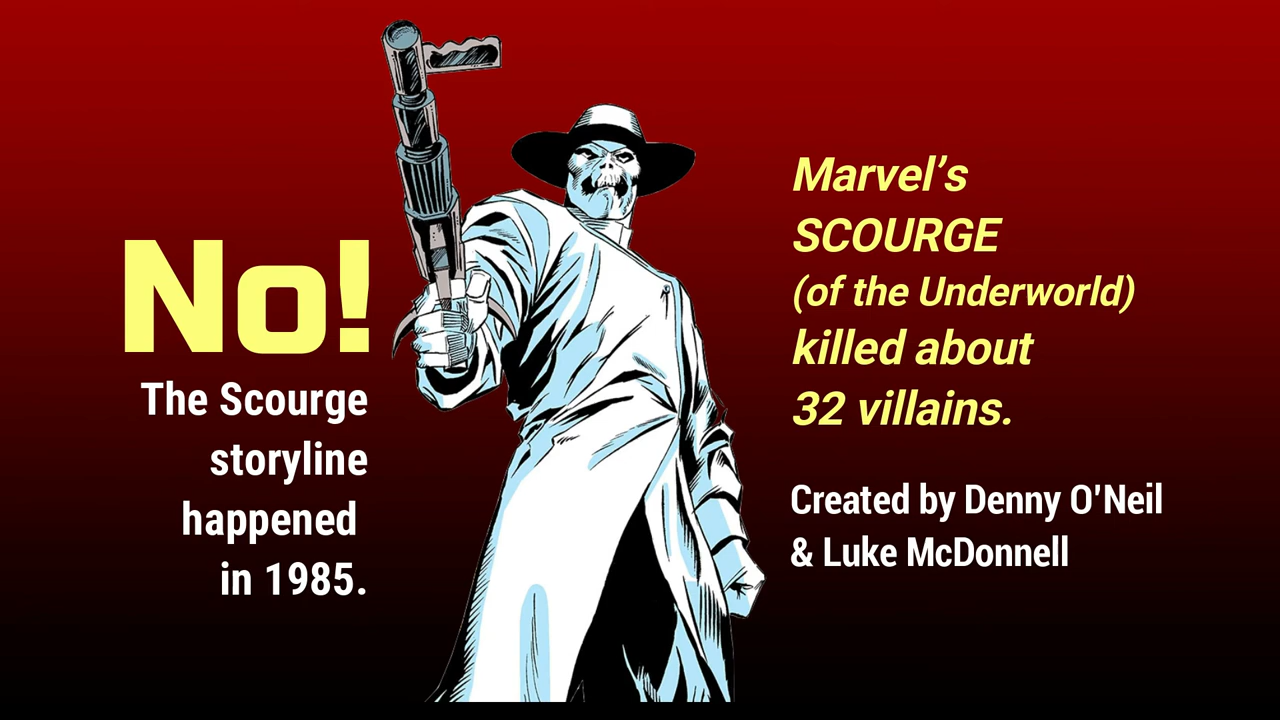 No!
The Scourge
storyline
happened
in 1985.
Marvel’s
SCOURGE
(of the Underworld)
killed about
32 villains.
Created by Denny O'Neil
& Luke McDonnell